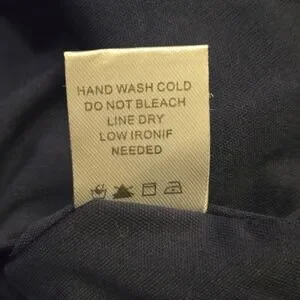 HAND WASH COLD
DO NOT BLEACH
LINE DRY
LOW IRONIF
NEEDED